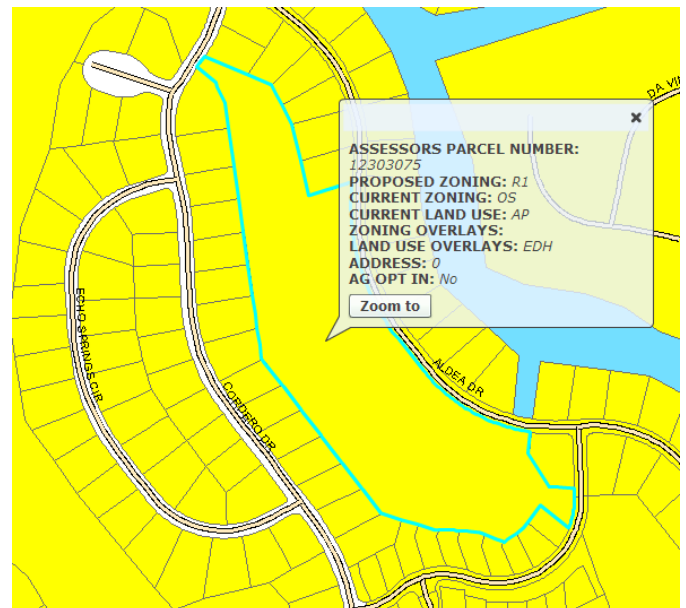 DA VIN
×
ASSESSORS PARCEL NUMBER:
12303075
PROPOSED ZONING: R1
CURRENT ZONING: OS
CURRENT LAND USE: AP
ZONING OVERLAYS:
LAND USE OVERLAYS: EDH
ADDRESS: 0
AG OPT IN: No
Zoom to
ECHO SPRINGS CIR
CORDERO DR
ALDEA DR